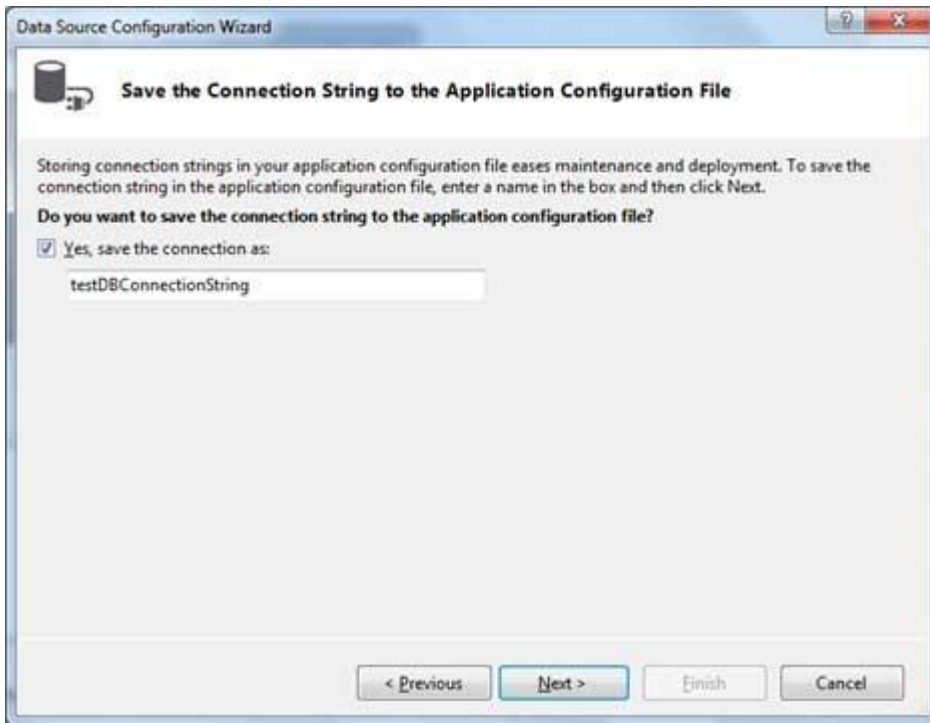 Data Source Configuration Wizard
Save the Connection String to the Application Configuration File
Storing connection strings in your application configuration file eases maintenance and deployment. To save the
connection string in the application configuration file, enter a name in the box and then click Next.
Do you want to save the connection string to the application configuration file?
Yes, save the connection as:
testDBConnectionString
< Previous
Next >
Finish
Cancel